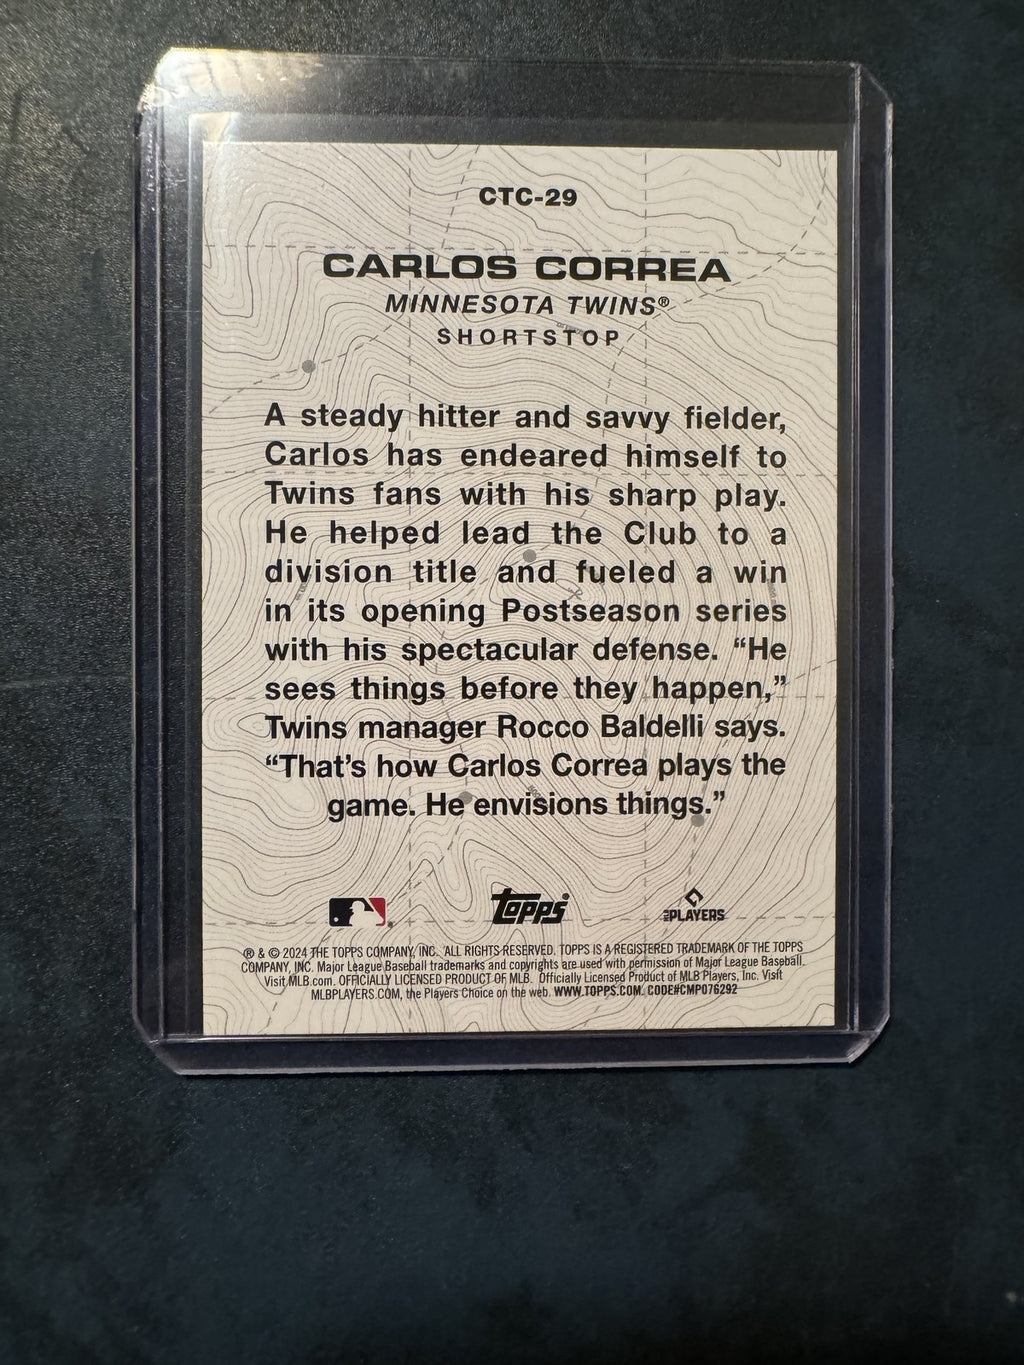 CTC-29
CARLOS CORREA
MINNESOTA TWINS®
SHORTSTOP
A steady hitter and savvy fielder,
Carlos has endeared himself to
Twins fans with his sharp play.
He helped lead the Club to a
division title and fueled a win
in its opening Postseason series
with his spectacular defense. “He
sees things before they happen,”
Twins manager Rocco Baldelli says.
“That’s how Carlos Correa plays the
game. He envisions things.”
Topps®
MLB PLAYERS
® & © 2024 THE TOPPS COMPANY, INC. ALL RIGHTS RESERVED. TOPPS IS A REGISTERED TRADEMARK OF THE TOPPS
COMPANY, INC. Major League Baseball trademarks and copyrights are used with permission of Major League Baseball.
Visit MLB.com. OFFICIALLY LICENSED PRODUCT OF MLB. Officially Licensed Product of MLB Players, Inc. Visit
MLBPLAYERS.COM, the Players Choice on the web. WWW.TOPPS.COM. CODE#CMP076292